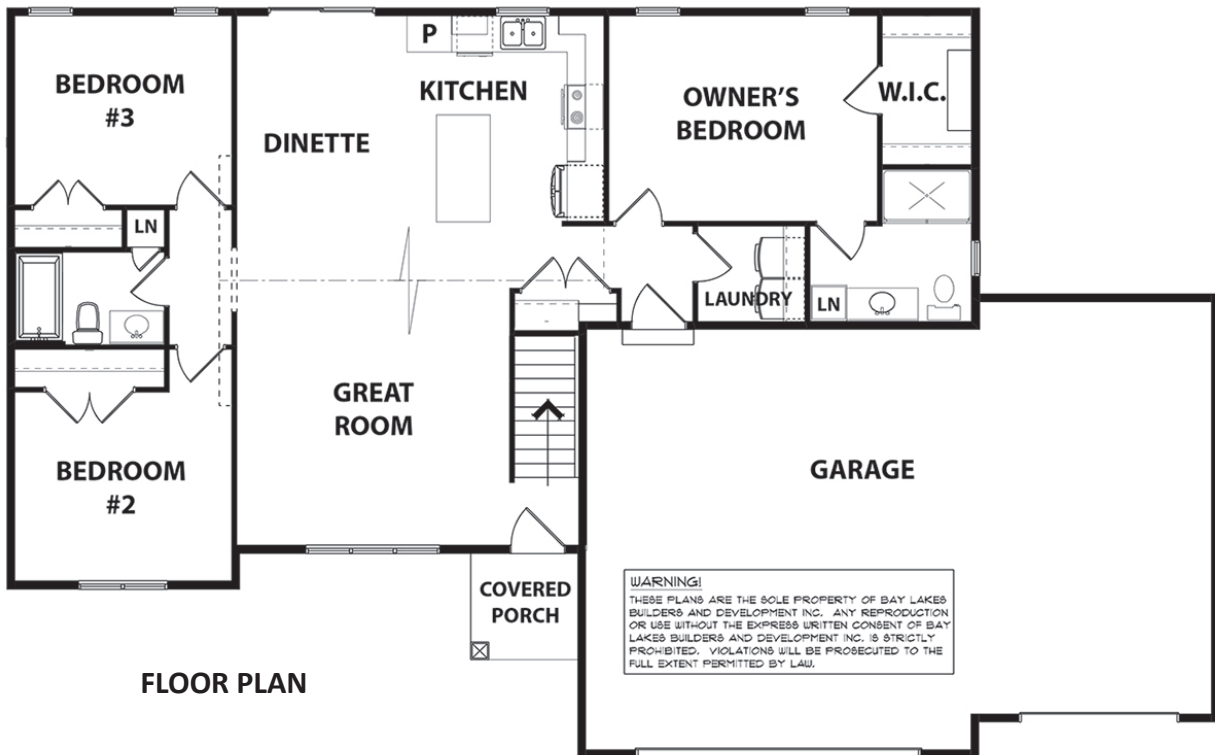 BEDROOM
#3
DINETTE
P
KITCHEN
OWNER'S
BEDROOM
W.I.C.
LN
LAUNDRY
LN
GREAT
ROOM
BEDROOM
#2
GARAGE
COVERED
PORCH
WARNING!
THESE PLANS ARE THE SOLE PROPERTY OF BAY LAKES
BUILDERS AND DEVELOPMENT INC. ANY REPRODUCTION
OR USE WITHOUT THE EXPRESS WRITTEN CONSENT OF BAY
LAKES BUILDERS AND DEVELOPMENT INC. IS STRICTLY
PROHIBITED. VIOLATIONS WILL BE PROSECUTED TO THE
FULL EXTENT PERMITTED BY LAW.
FLOOR PLAN